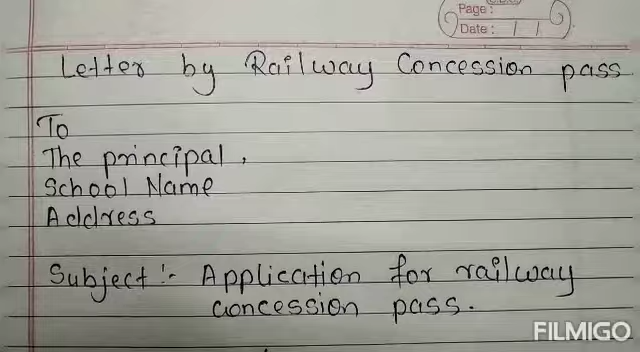 Page:
Date:
Letter by Railway Concession pass
To
The principal,
School Name
Address
Subject :- Application for railway
concession pass.
FILMIGO